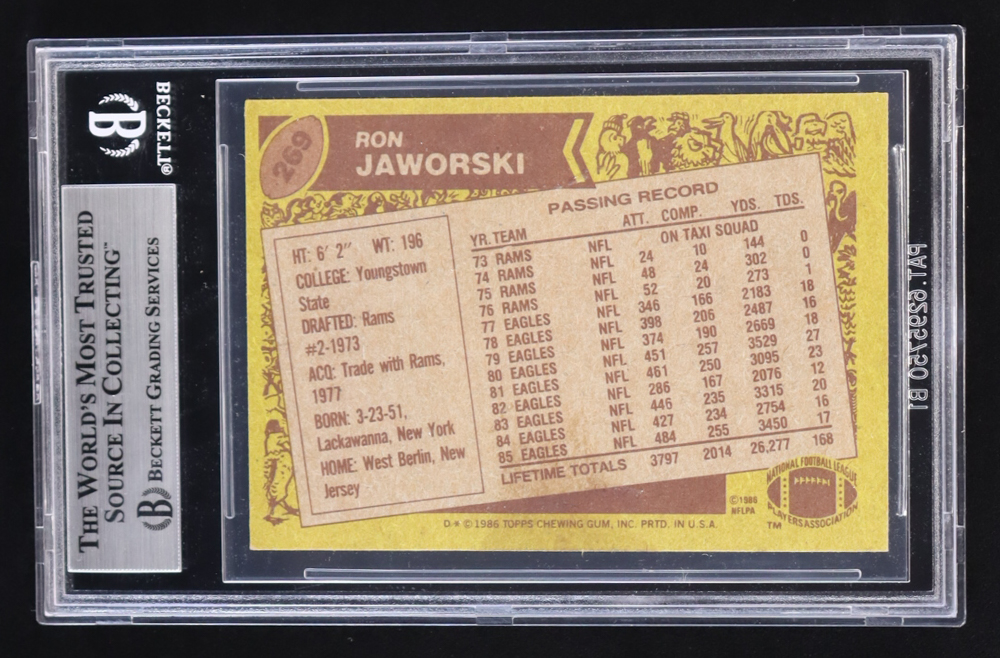 BECKETT®
B
THE WORLD'S MOST TRUSTED
SOURCE IN COLLECTING™
B BECKETT GRADING SERVICES
269
RON
JAWORSKI
HT: 6' 2" WT: 196
COLLEGE: Youngstown
State
DRAFTED: Rams
#2-1973
ACQ: Trade with Rams,
1977
BORN: 3-23-51,
Lackawanna, New York
HOME: West Berlin, New
Jersey
PASSING RECORD
YR. TEAM ATT. COMP. YDS. TDS.
73 RAMS NFL ON TAXI SQUAD
74 RAMS NFL 24 10 144 0
75 RAMS NFL 48 24 302 0
76 RAMS NFL 52 20 273 1
77 EAGLES NFL 346 166 2183 18
78 EAGLES NFL 398 206 2487 16
79 EAGLES NFL 374 190 2669 18
80 EAGLES NFL 451 257 3529 27
81 EAGLES NFL 461 250 3095 23
82 EAGLES NFL 286 167 2076 12
83 EAGLES NFL 446 235 3315 20
84 EAGLES NFL 427 234 2754 16
85 EAGLES NFL 484 255 3450 17
LIFETIME TOTALS 3797 2014 26,277 168
©1986
NFLPA
NATIONAL FOOTBALL LEAGUE
PLAYERS ASSOCIATION
TM
D* © 1986 TOPPS CHEWING GUM, INC. PRTD. IN U.S.A.
PAT. 6295750 B1